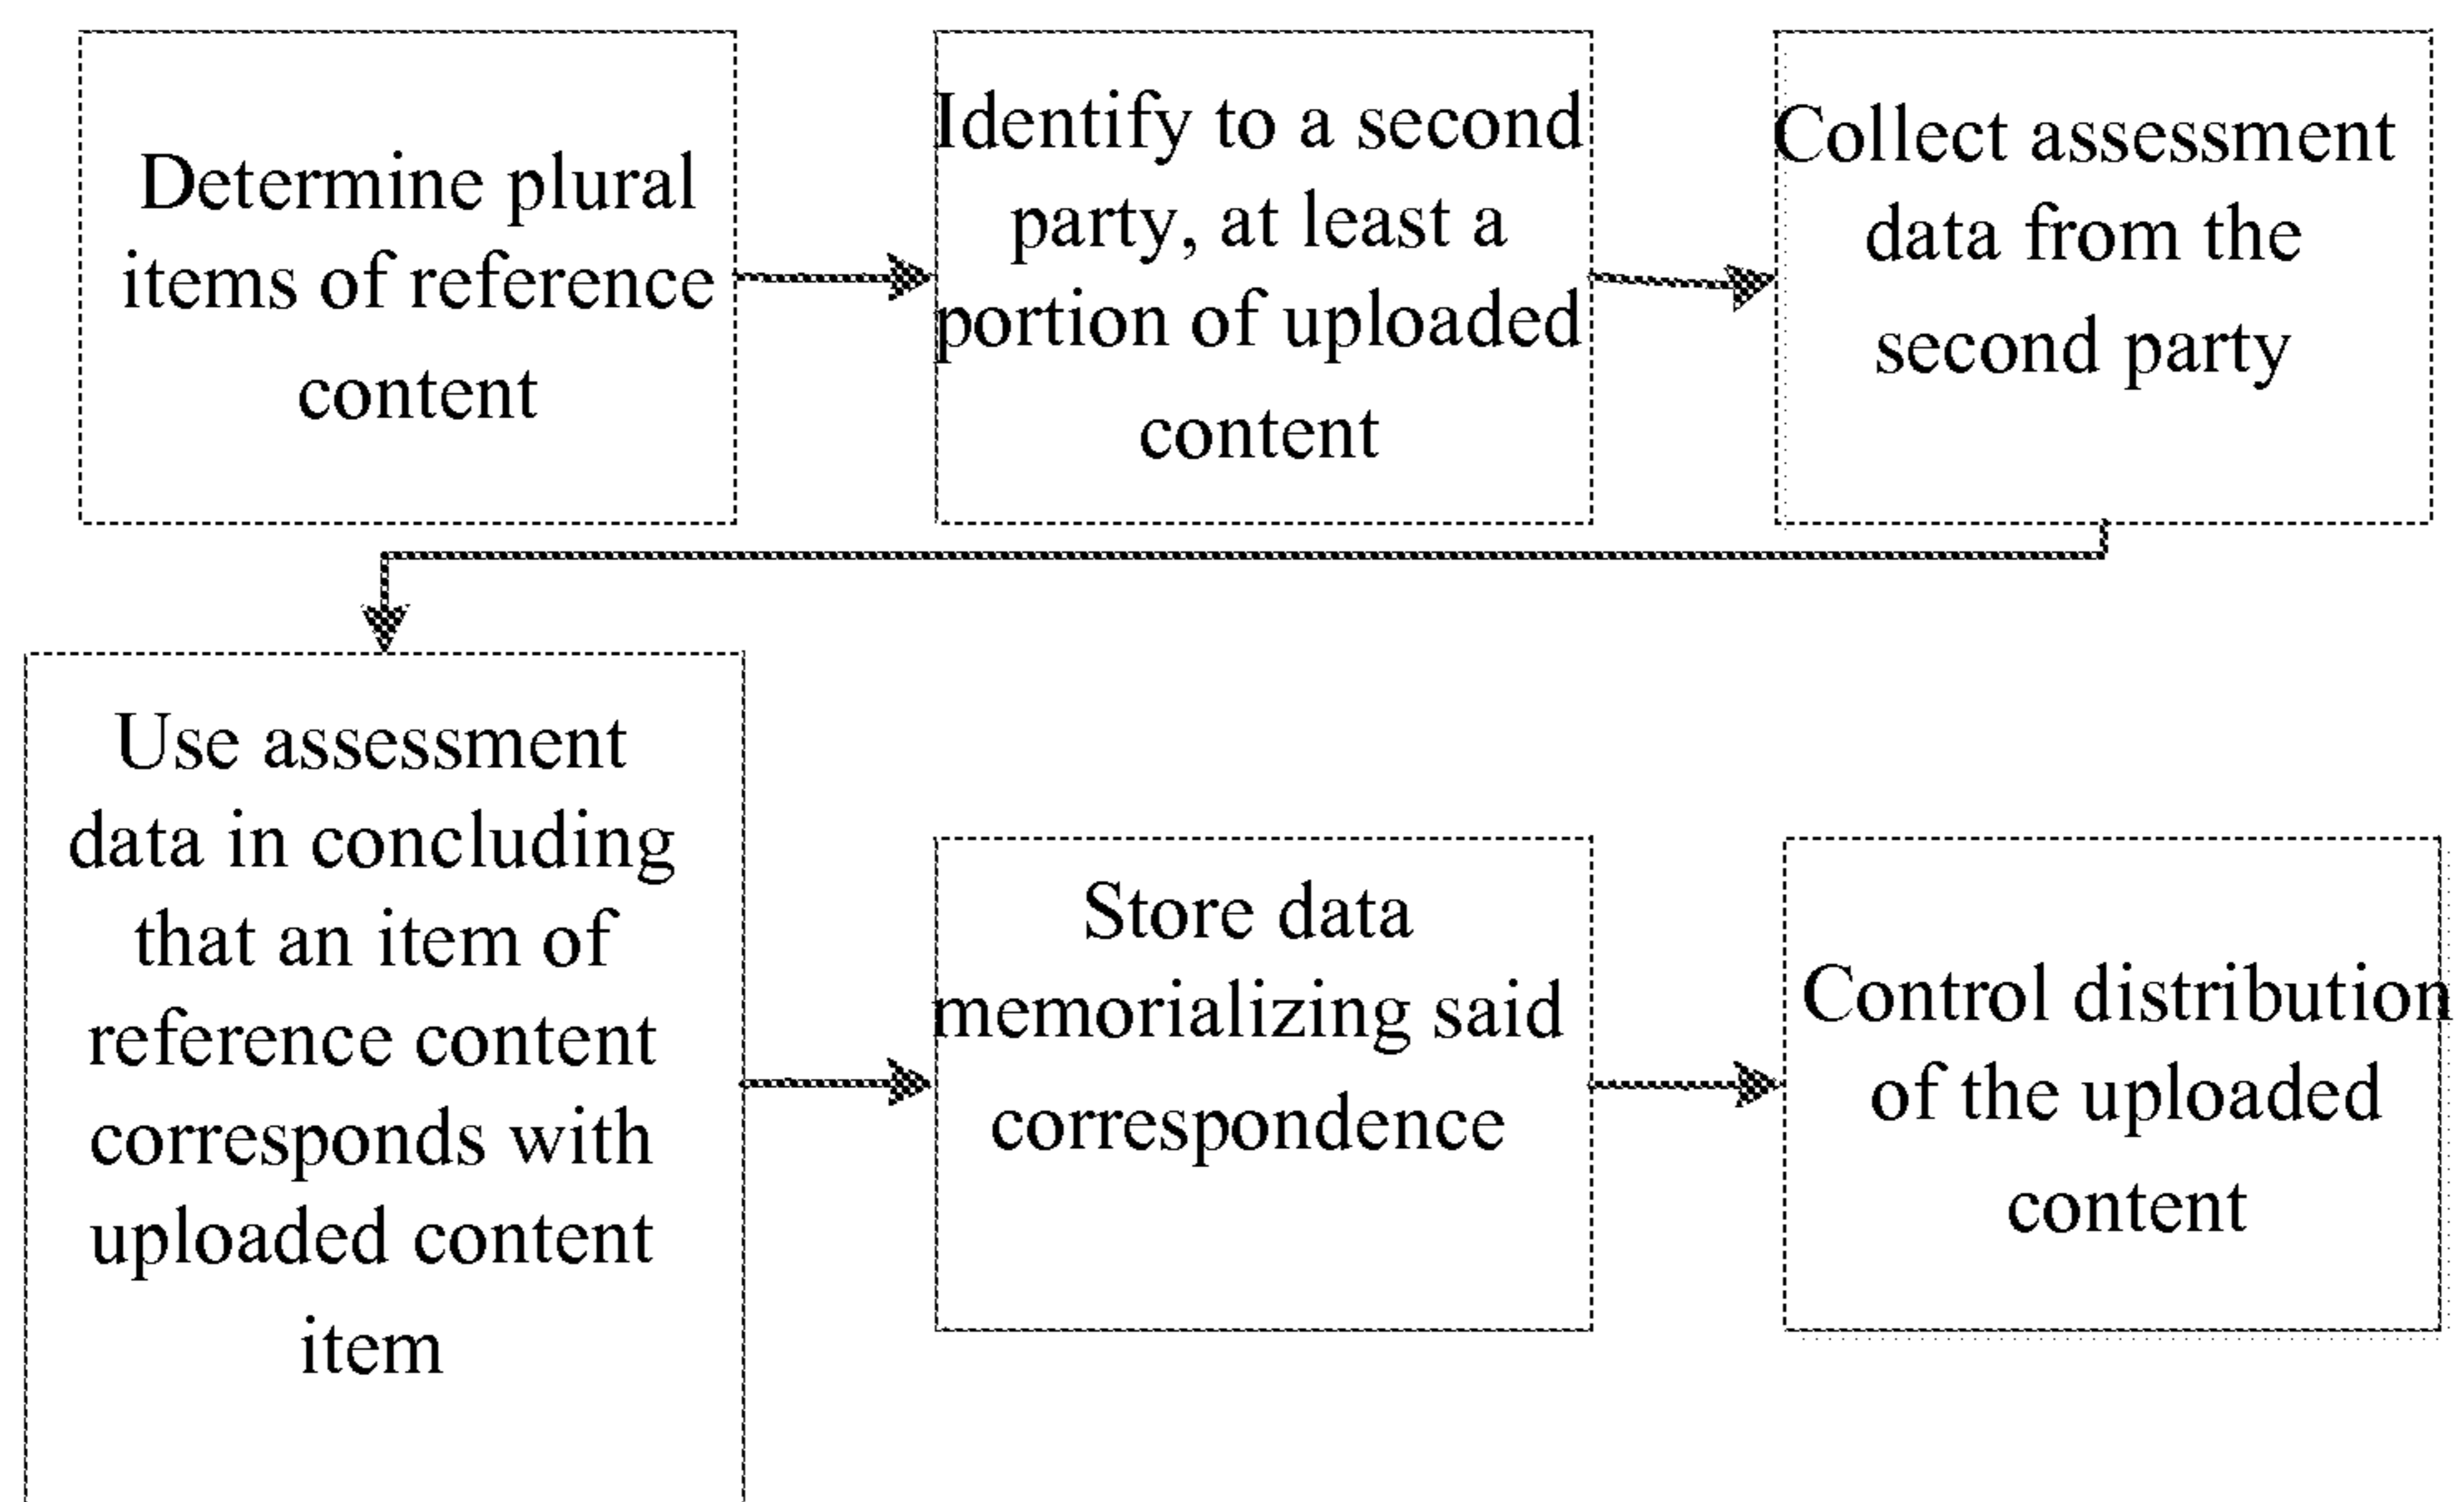 Determine plural
items of reference
content
Identify to a second
party, at least a
portion of uploaded
content
Collect assessment
data from the
second party
Use assessment
data in concluding
that an item of
reference content
corresponds with
uploaded content
item
Store data
memorializing said
correspondence
Control distribution
of the uploaded
content